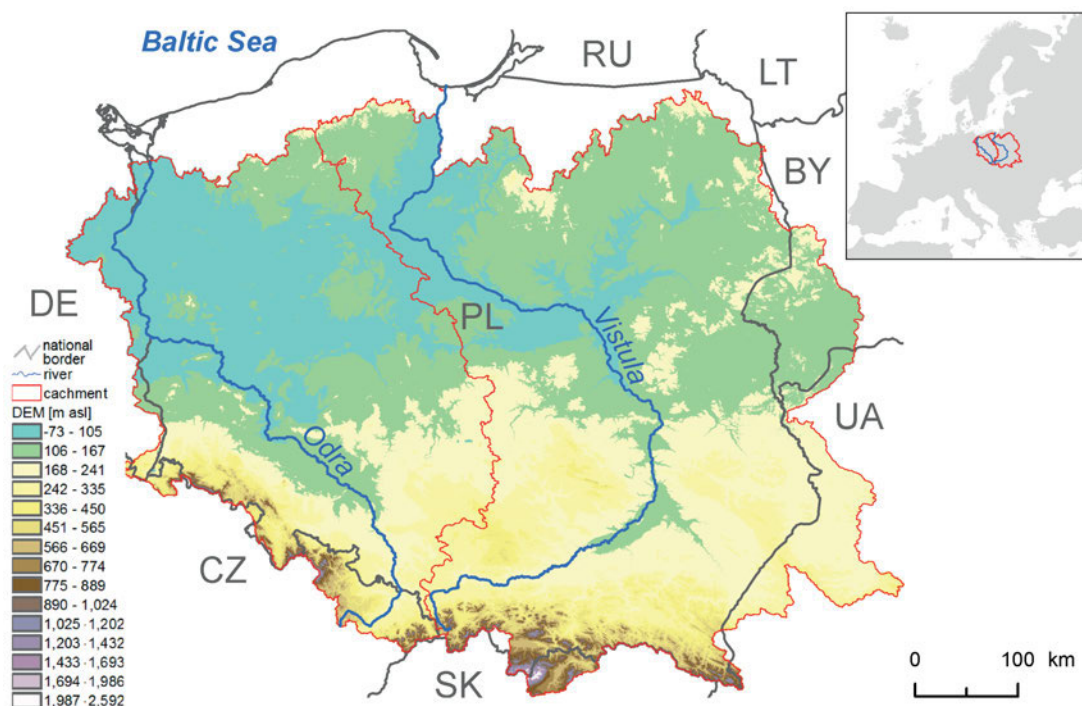 Baltic Sea
RU
LT
BY
DE
PL
Vistula
UA
Odra
CZ
SK
national
border
river
cachment
DEM [m asl]
-73 - 105
106 - 167
168 - 241
242 - 335
336 - 450
451 - 565
566 - 669
670 - 774
775 - 889
890 - 1,024
1,025 - 1,202
1,203 - 1,432
1,433 - 1,693
1,694 - 1,986
1.987 - 2.592
0 100 km